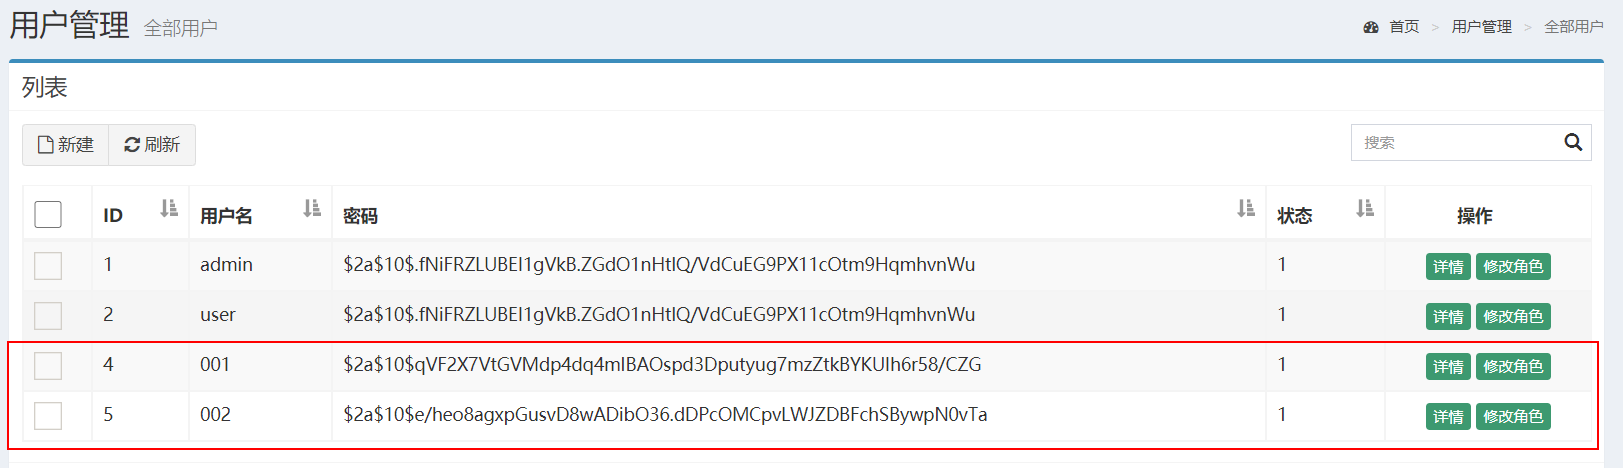 用户管理 全部用户
首页 > 用户管理 > 全部用户
列表
新建 刷新
搜索
ID 用户名 密码 状态 操作
1 admin $2a$10$.fNiFRZLUBEI1gVkB.ZGdO1nHtIQ/VdCuEG9PX11cOtm9HqmhvnWu 1 详情 修改角色
2 user $2a$10$.fNiFRZLUBEI1gVkB.ZGdO1nHtIQ/VdCuEG9PX11cOtm9HqmhvnWu 1 详情 修改角色
4 001 $2a$10$qVF2X7VtGVMdp4dq4mIBAOspd3Dputyug7mzZtkBYKUIh6r58/CZG 1 详情 修改角色
5 002 $2a$10$e/heo8agxpGusvD8wADibO36.dDPcOMCpvLWJZDBFchSBywpN0vTa 1 详情 修改角色